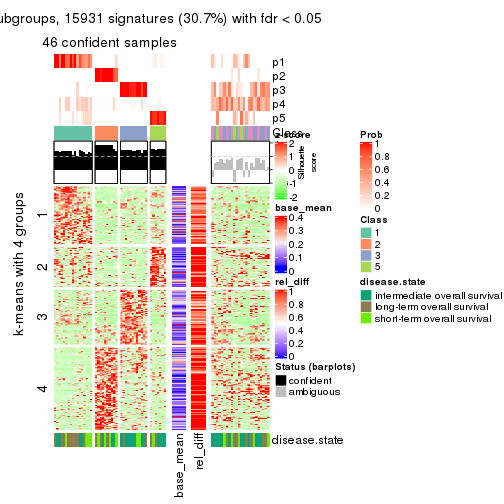 ubgroups, 15931 signatures (30.7%) with fdr < 0.05
46 confident samples
p1
p2
p3
p4
p5
Class
z-score
2
1
0
-1
-2
Silhouette
score
base_mean
0.4
0.3
0.2
0.1
0
rel_diff
1
0.8
0.6
0.4
0.2
0
Status (barplots)
confident
ambiguous
Prob
1
0.8
0.6
0.4
0.2
0
Class
1
2
3
5
disease.state
intermediate overall survival
long-term overall survival
short-term overall survival
k-means with 4 groups
1
2
3
4
disease.state
base_mean
rel_diff